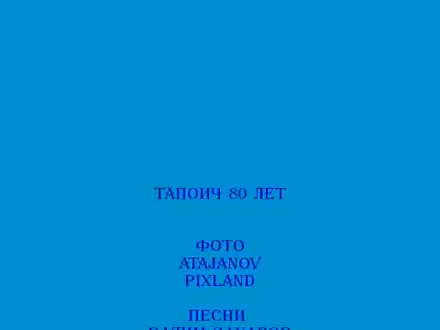 ТАПОИЧ 80 ЛЕТ
ФОТО
ATAJANOV
PIXLAND
ПЕСНИ